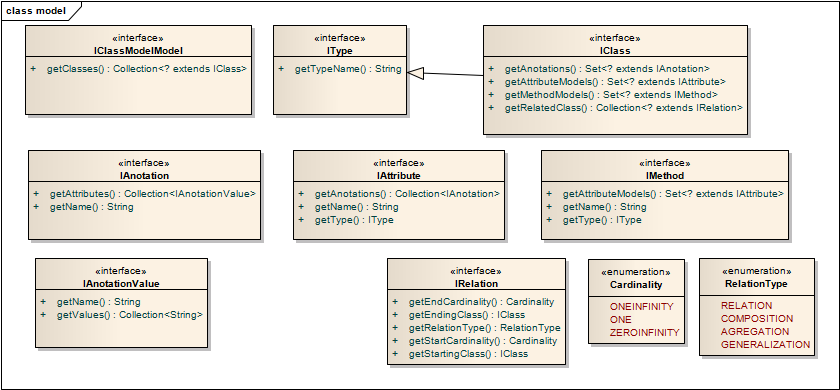 class model
«interface»
IClassModelModel
+ getClasses() : Collection<? extends IClass>
«interface»
IType
+ getTypeName() : String
«interface»
IClass
+ getAnotations() : Set<? extends IAnotation>
+ getAttributeModels() : Set<? extends IAttribute>
+ getMethodModels() : Set<? extends IMethod>
+ getRelatedClass() : Collection<? extends IRelation>
«interface»
IAnotation
+ getAttributes() : Collection<IAnotationValue>
+ getName() : String
«interface»
IAttribute
+ getAnotations() : Collection<IAnotation>
+ getName() : String
+ getType() : IType
«interface»
IMethod
+ getAttributeModels() : Set<? extends IAttribute>
+ getName() : String
+ getType() : IType
«interface»
IAnotationValue
+ getName() : String
+ getValues() : Collection<String>
«interface»
IRelation
+ getEndCardinality() : Cardinality
+ getEndingClass() : IClass
+ getRelationType() : RelationType
+ getStartCardinality() : Cardinality
+ getStartingClass() : IClass
«enumeration»
Cardinality
ONEINFINITY
ONE
ZEROINFINITY
«enumeration»
RelationType
RELATION
COMPOSITION
AGREGATION
GENERALIZATION